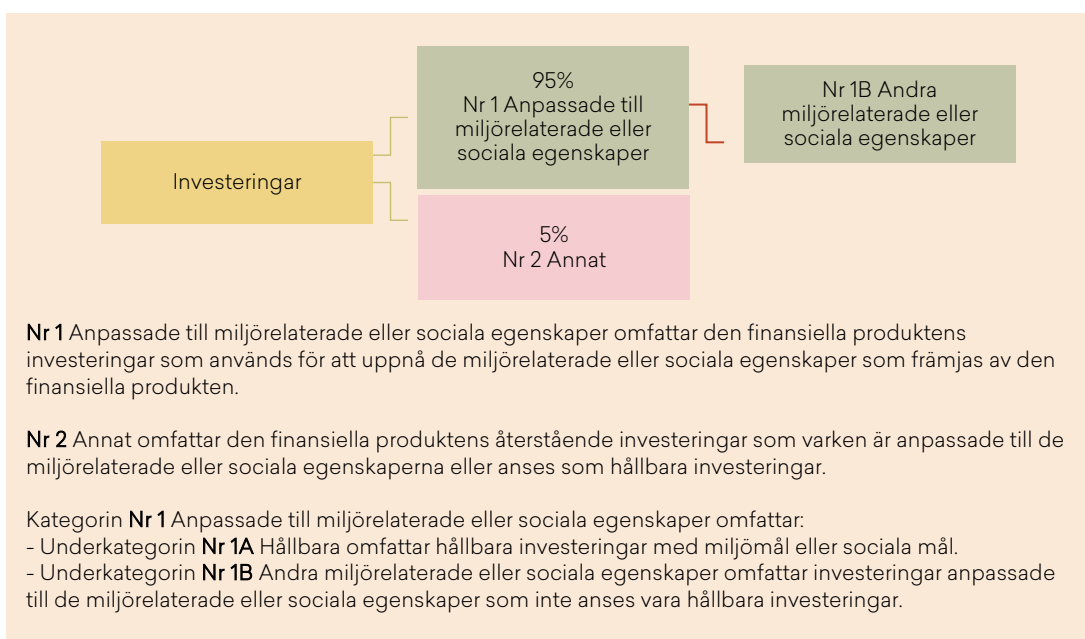 95%
Nr 1 Anpassade till
miljörelaterade eller
sociala egenskaper
Nr 1B Andra
miljörelaterade eller
sociala egenskaper
Investeringar
5%
Nr 2 Annat
Nr 1 Anpassade till miljörelaterade eller sociala egenskaper omfattar den finansiella produktens
investeringar som används för att uppnå de miljörelaterade eller sociala egenskaper som främjas av den
finansiella produkten.
Nr 2 Annat omfattar den finansiella produktens återstående investeringar som varken är anpassade till de
miljörelaterade eller sociala egenskaperna eller anses som hållbara investeringar.
Kategorin Nr 1 Anpassade till miljörelaterade eller sociala egenskaper omfattar:
- Underkategorin Nr 1A Hållbara omfattar hållbara investeringar med miljömål eller sociala mål.
- Underkategorin Nr 1B Andra miljörelaterade eller sociala egenskaper omfattar investeringar anpassade
till de miljörelaterade eller sociala egenskaper som inte anses vara hållbara investeringar.